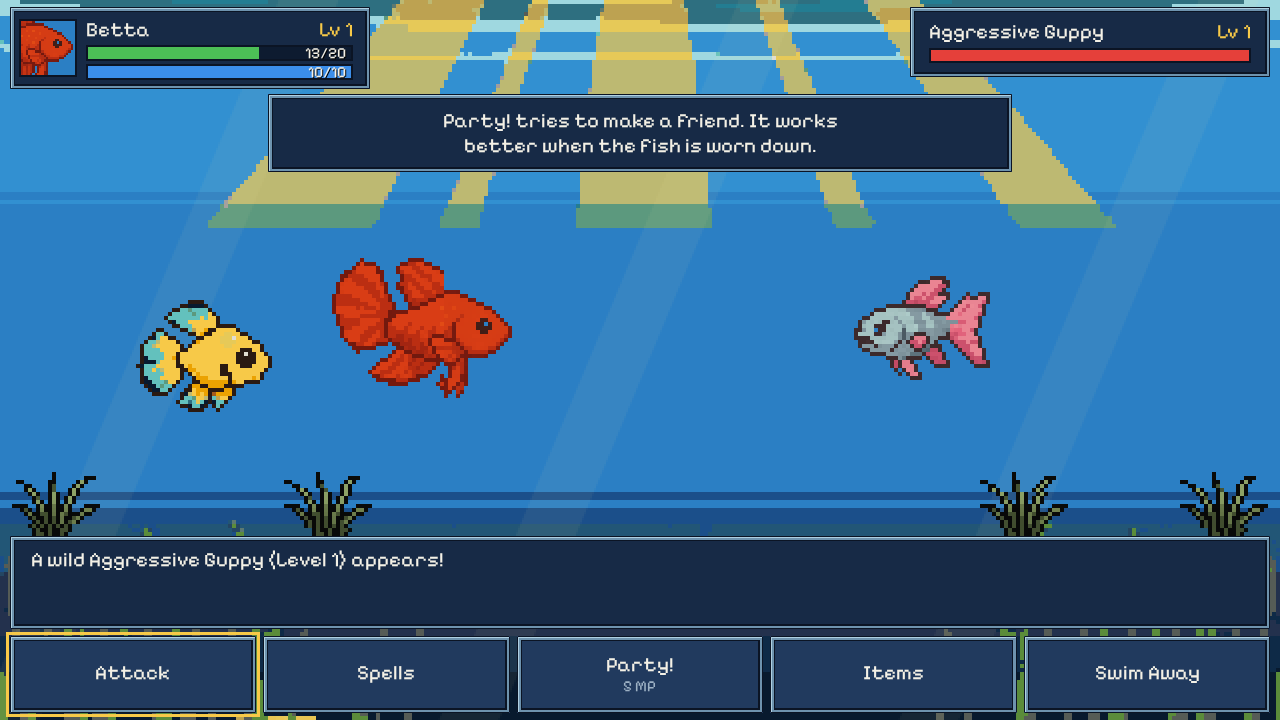 Betta Lv 1
13/20
10/10
Aggressive Guppy Lv 1
Party! tries to make a friend. It works
better when the fish is worn down.
A wild Aggressive Guppy (Level 1) appears!
Attack
Spells
Party!
5 MP
Items
Swim Away